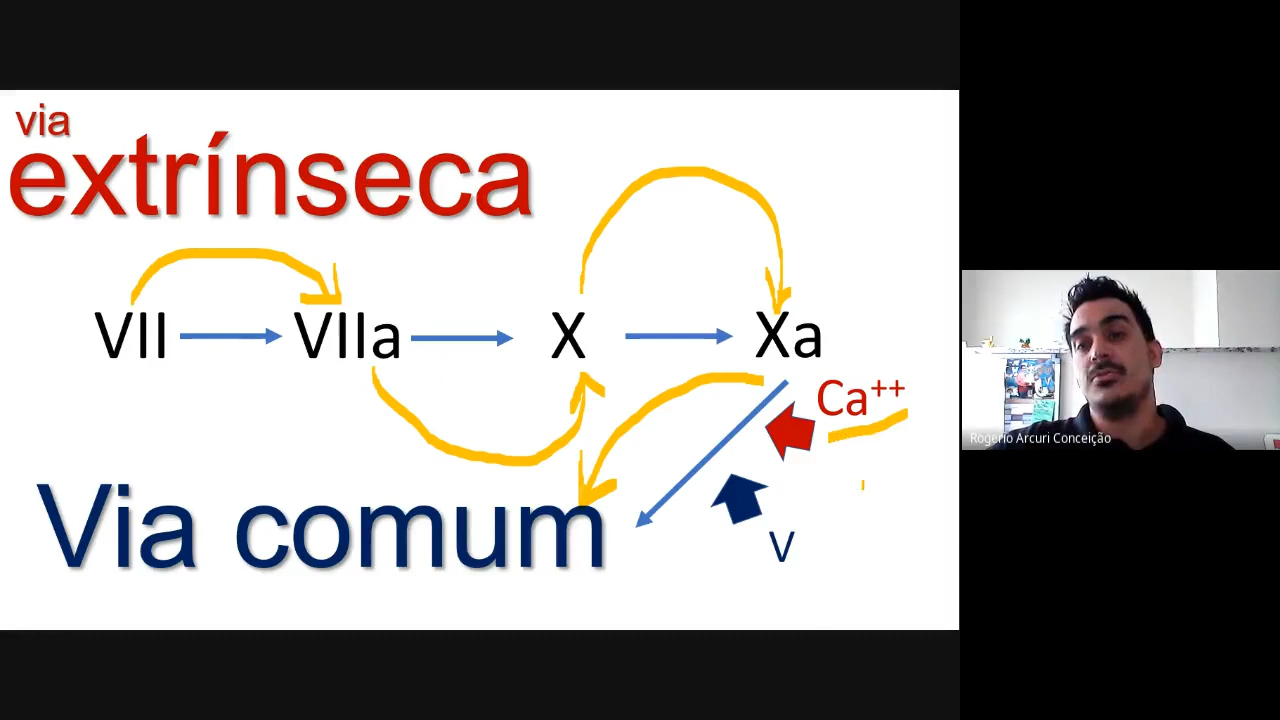 via
extrínseca
VII VIIa X Xa
Ca⁺⁺
Via comum
V
Rogerio Arcuri Conceição